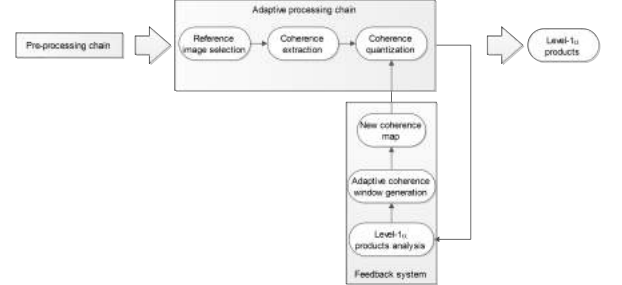 Adaptive processing chain
Pre-processing chain
Reference
image selection
Coherence
extraction
Coherence
quantization
Level-1α
products
New coherence
map
Adaptive coherence
window generation
Level-1α
products analysis
Feedback system